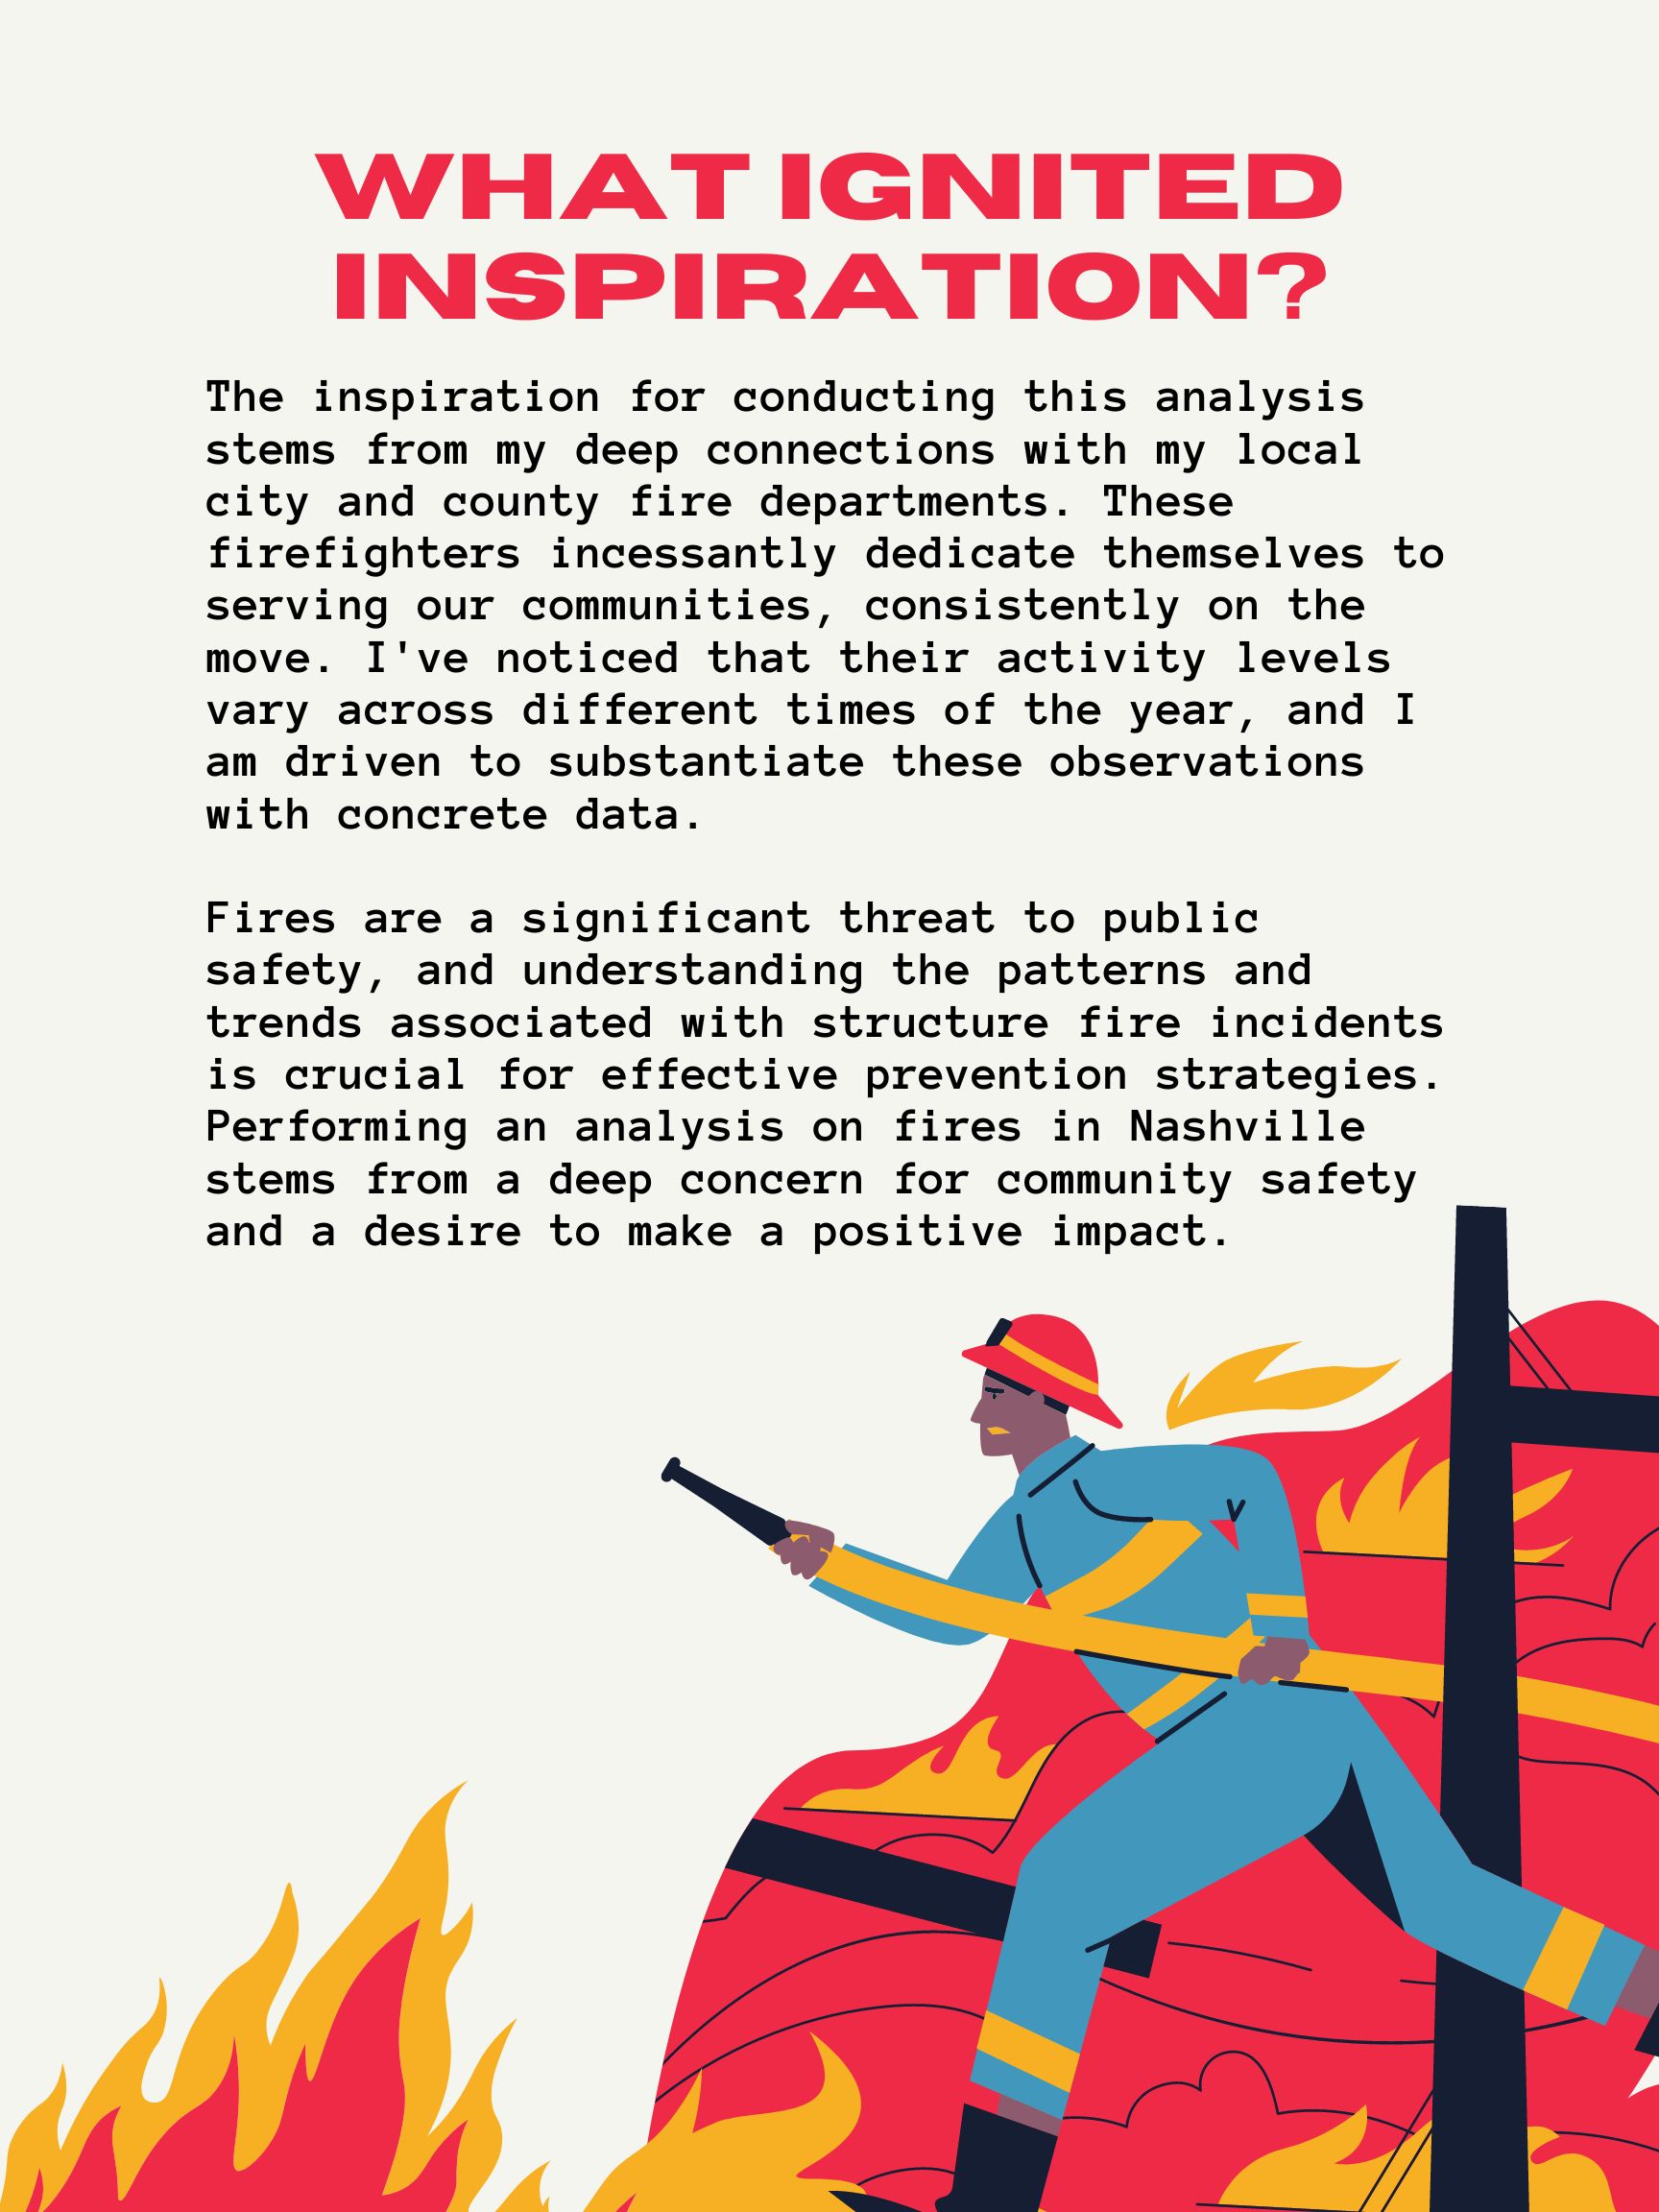 WHAT IGNITED
INSPIRATION?
The inspiration for conducting this analysis
stems from my deep connections with my local
city and county fire departments. These
firefighters incessantly dedicate themselves to
serving our communities, consistently on the
move. I've noticed that their activity levels
vary across different times of the year, and I
am driven to substantiate these observations
with concrete data.
Fires are a significant threat to public
safety, and understanding the patterns and
trends associated with structure fire incidents
is crucial for effective prevention strategies.
Performing an analysis on fires in Nashville
stems from a deep concern for community safety
and a desire to make a positive impact.